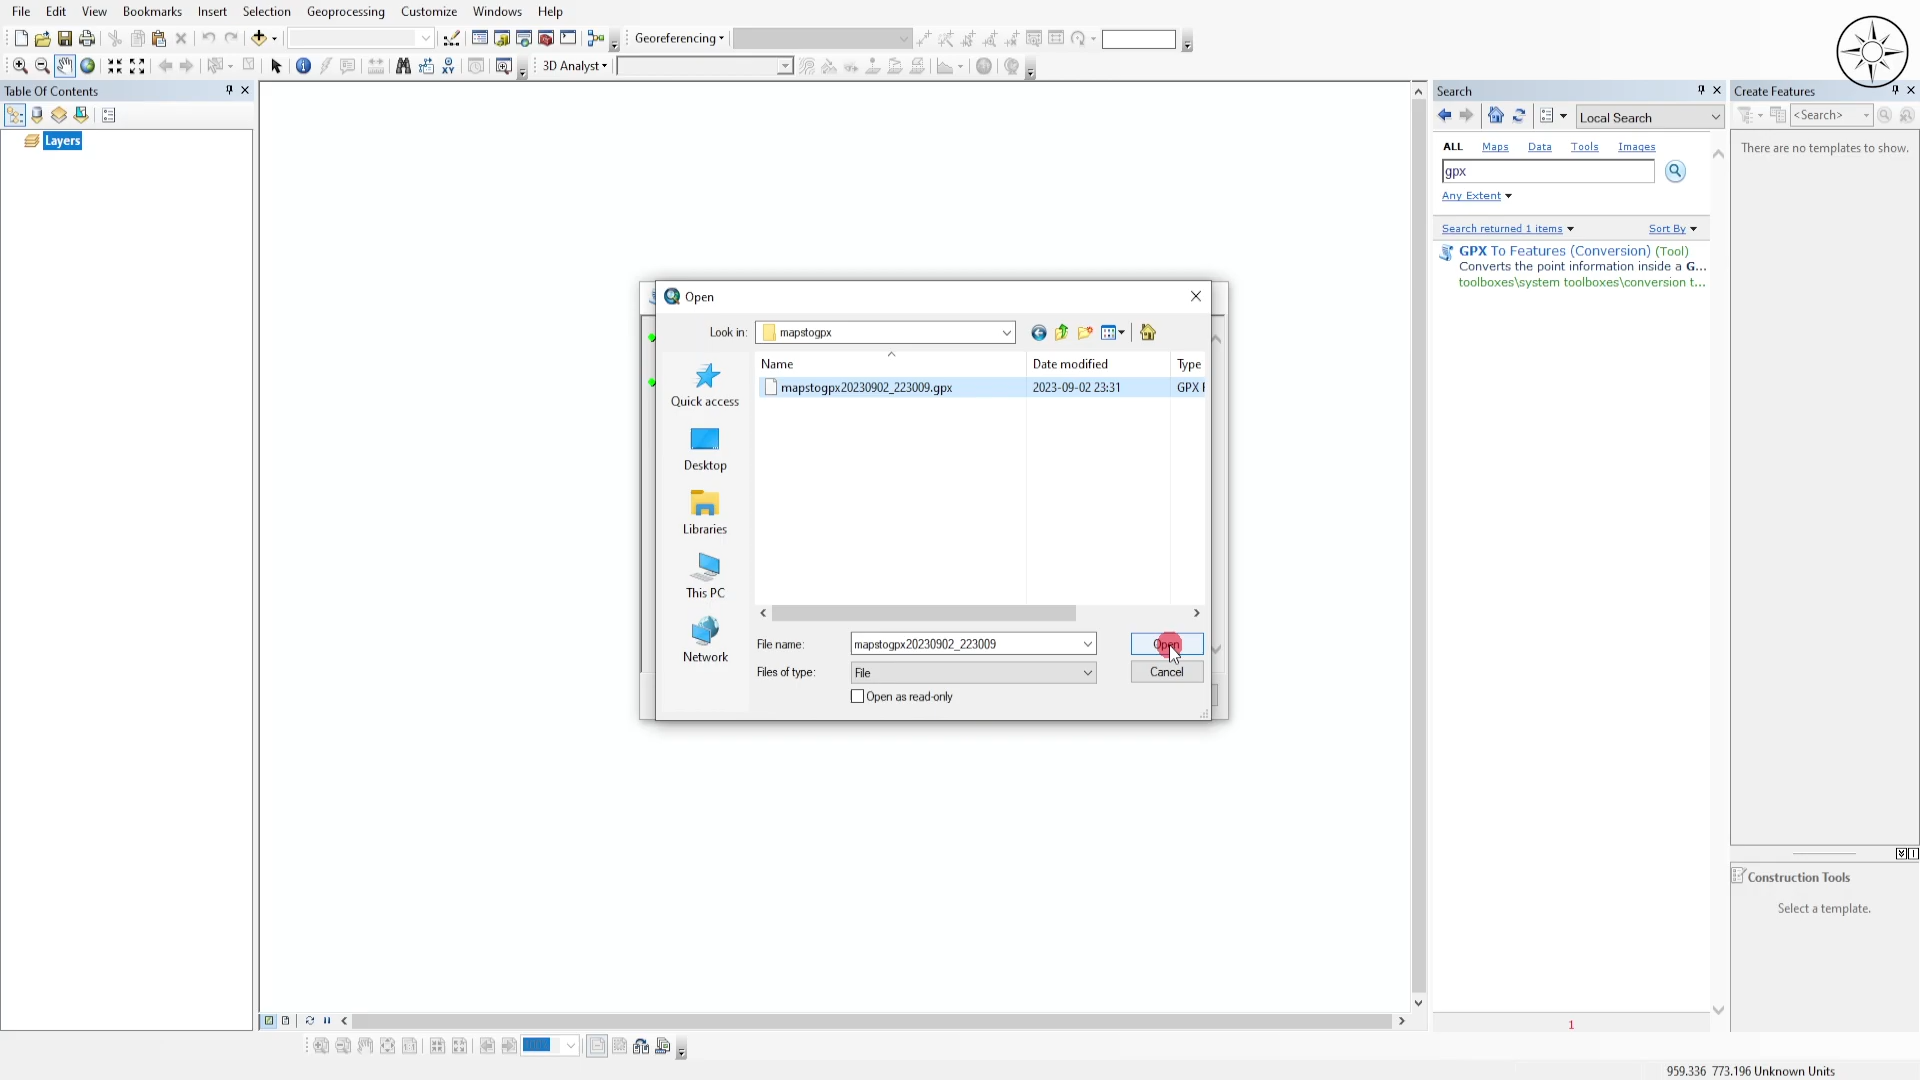 File Edit View Bookmarks Insert Selection Geoprocessing Customize Windows Help
Georeferencing
3D Analyst
Table Of Contents
Layers
Open
Look in: mapstogpx
Name Date modified Type
mapstogpx20230902_223009.gpx 2023-09-02 23:31 GPX
Quick access
Desktop
Libraries
This PC
Network
File name: mapstogpx20230902_223009 Open
Files of type: File Cancel
Open as read-only
Search
Local Search
ALL Maps Data Tools Images
gpx
Any Extent
Search returned 1 items Sort By
GPX To Features (Conversion) (Tool)
Converts the point information inside a G...
toolboxes\system toolboxes\conversion t...
1
Create Features
<Search>
There are no templates to show.
Construction Tools
Select a template.
959.336 773.196 Unknown Units